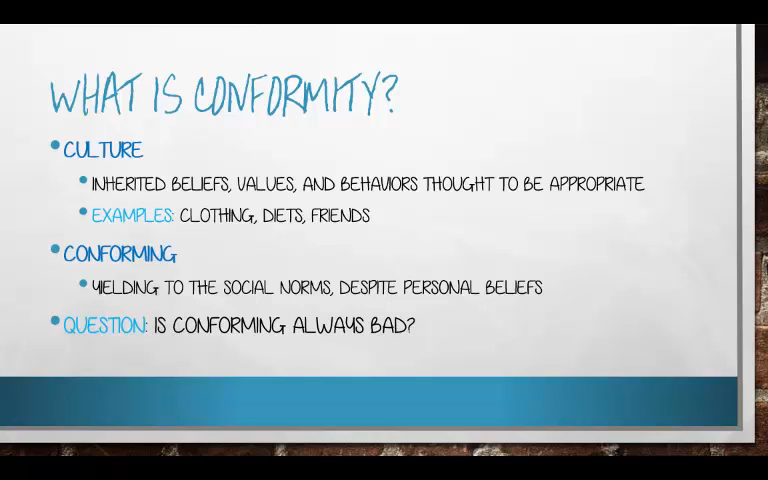 WHAT IS CONFORMITY?
CULTURE
INHERITED BELIEFS, VALUES, AND BEHAVIORS THOUGHT TO BE APPROPRIATE
EXAMPLES: CLOTHING, DIETS, FRIENDS
CONFORMING
YIELDING TO THE SOCIAL NORMS, DESPITE PERSONAL BELIEFS
QUESTION: IS CONFORMING ALWAYS BAD?